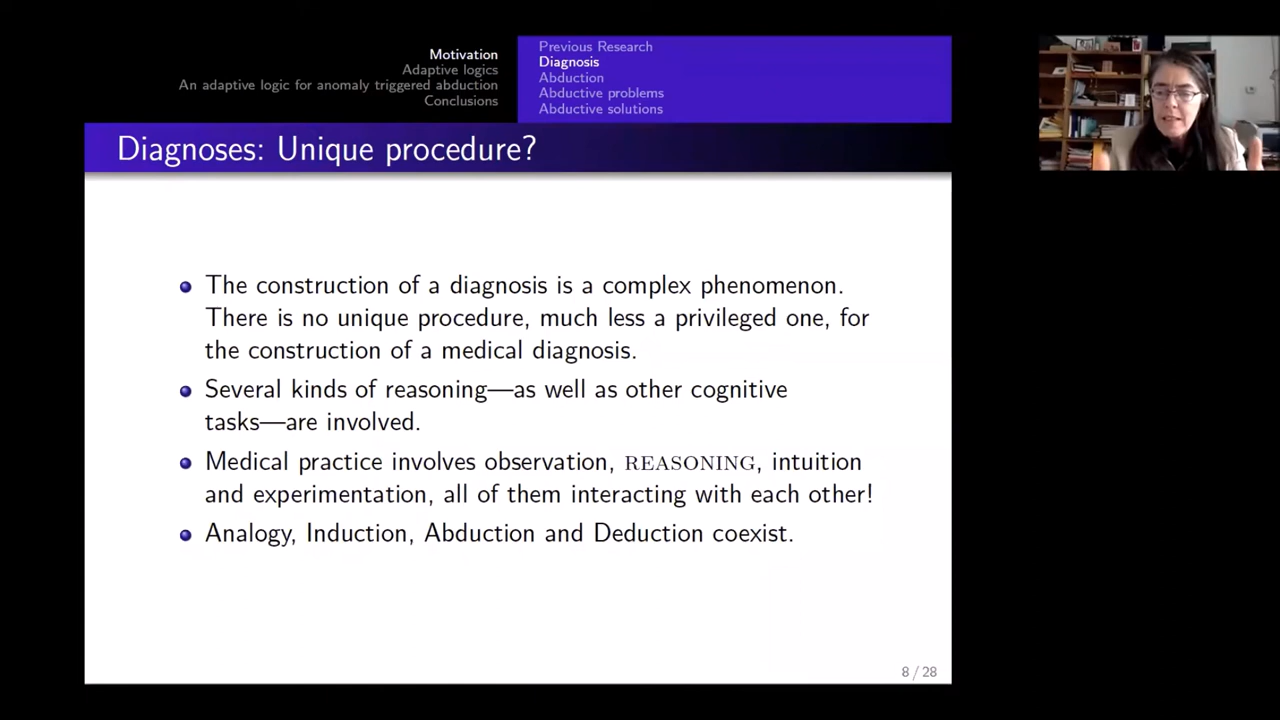 Motivation
Adaptive logics
An adaptive logic for anomaly triggered abduction
Conclusions
Previous Research
Diagnosis
Abduction
Abductive problems
Abductive solutions
Diagnoses: Unique procedure?
The construction of a diagnosis is a complex phenomenon.
There is no unique procedure, much less a privileged one, for
the construction of a medical diagnosis.
Several kinds of reasoning—as well as other cognitive
tasks—are involved.
Medical practice involves observation, REASONING, intuition
and experimentation, all of them interacting with each other!
Analogy, Induction, Abduction and Deduction coexist.
8 / 28